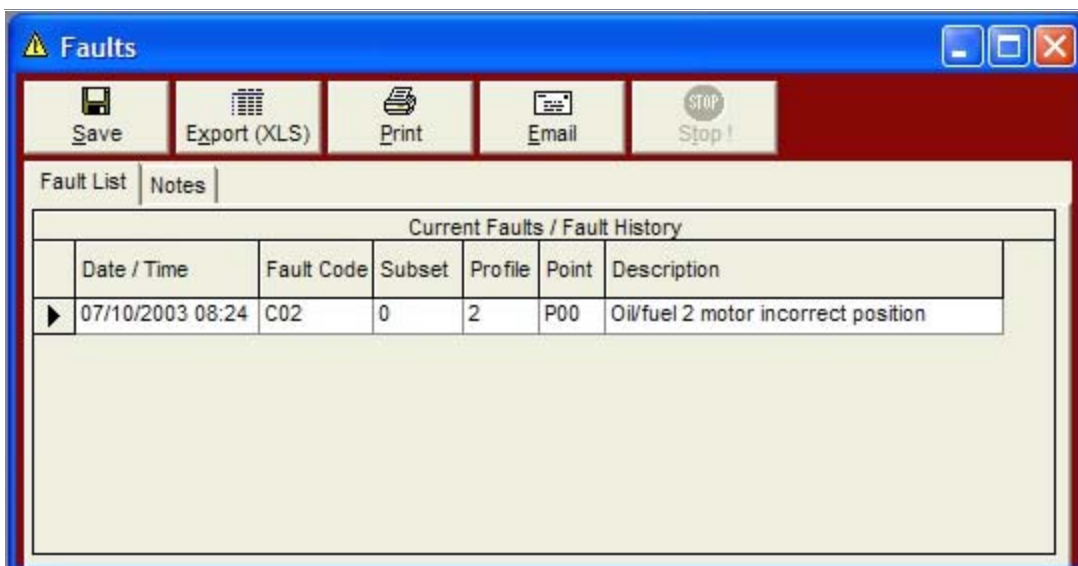 Faults
Save Export (XLS) Print Email STOP Stop !
Fault List Notes
Current Faults / Fault History
Date / Time Fault Code Subset Profile Point Description
07/10/2003 08:24 C02 0 2 P00 Oil/fuel 2 motor incorrect position